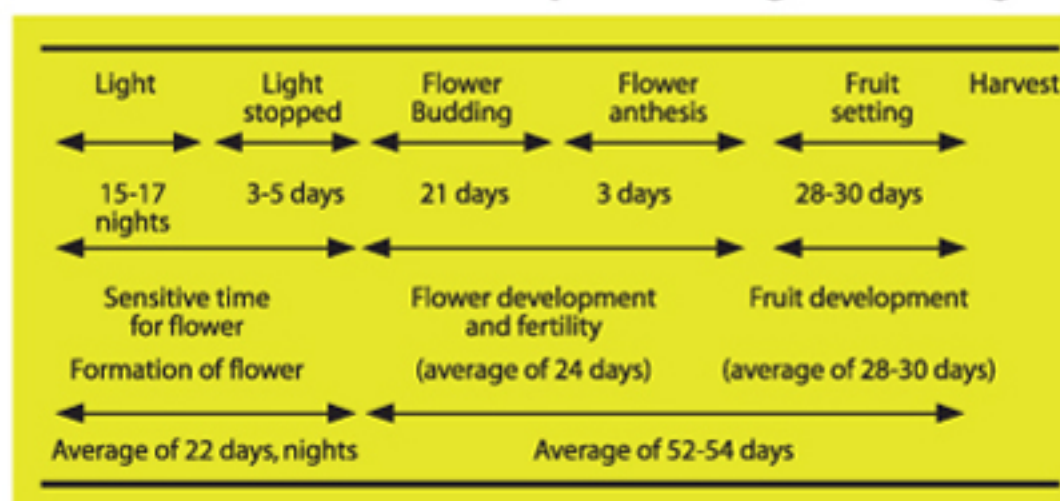 Light
Light
stopped
Flower
Budding
Flower
anthesis
Fruit
setting
Harvest
15-17
nights
3-5 days
21 days
3 days
28-30 days
Sensitive time
for flower
Flower development
and fertility
Fruit development
Formation of flower
(average of 24 days)
(average of 28-30 days)
Average of 22 days, nights
Average of 52-54 days